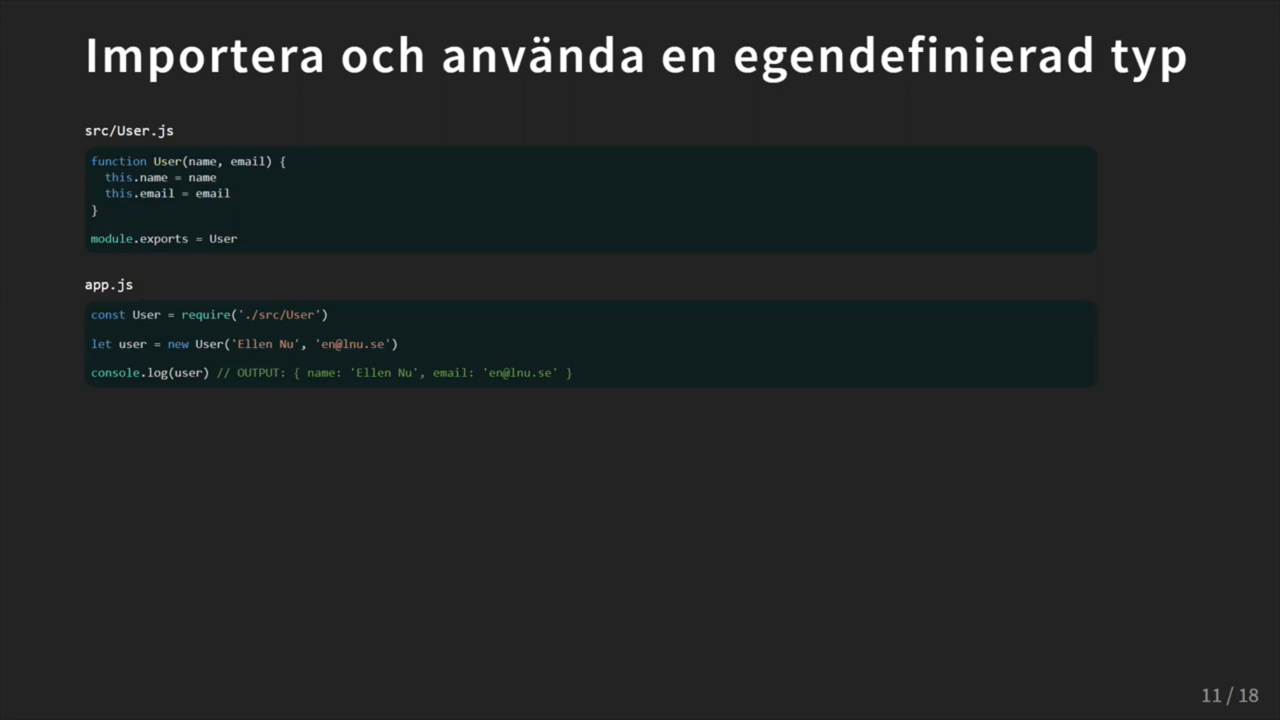 Importera och använda en egendefinierad typ
src/User.js
function User(name, email) {
  this.name = name
  this.email = email
}
module.exports = User
app.js
const User = require('./src/User')
let user = new User('Ellen Nu', 'en@lnu.se')
console.log(user) // OUTPUT: { name: 'Ellen Nu', email: 'en@lnu.se' }
11 / 18